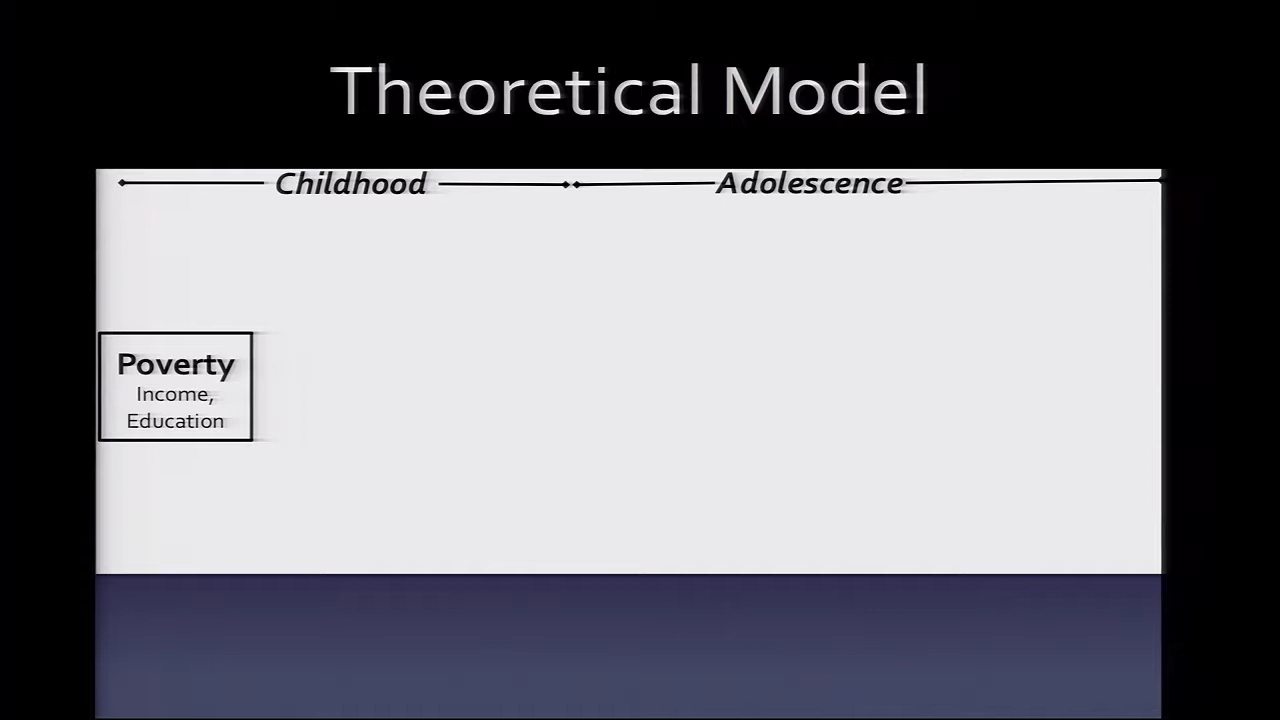 Theoretical Model
Childhood Adolescence
Poverty
Income,
Education